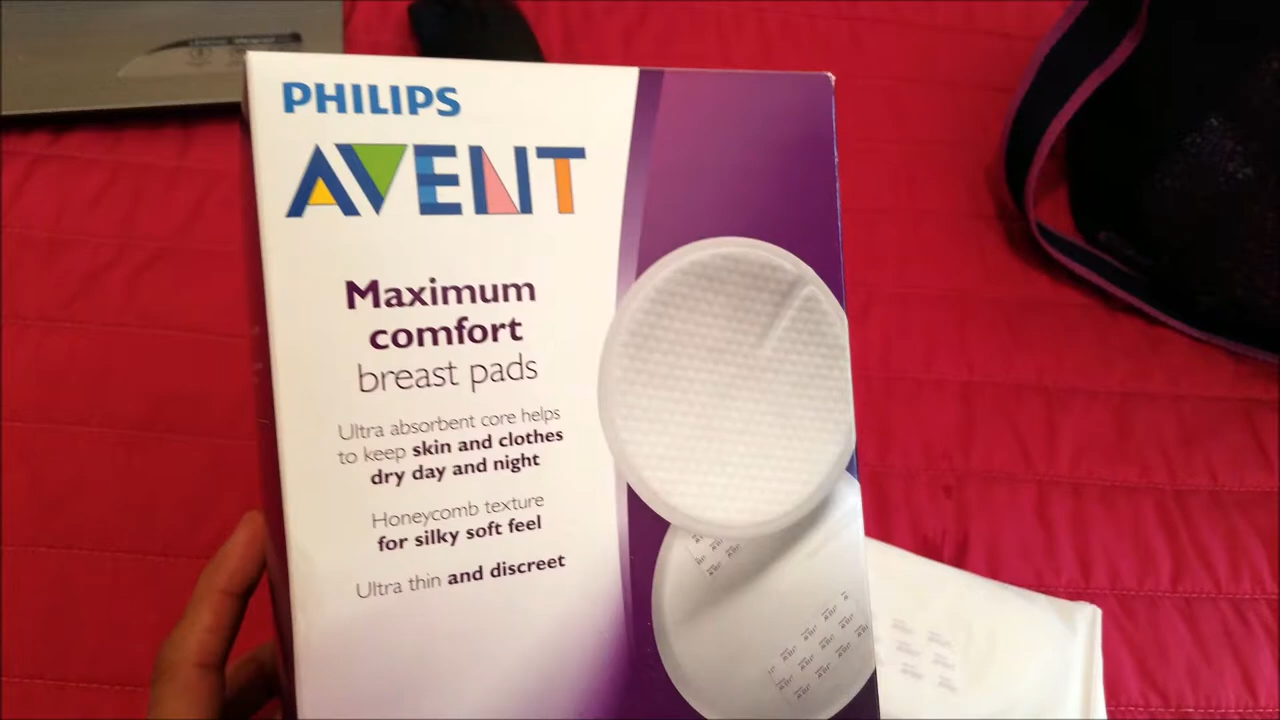 PHILIPS
AVENT
Maximum
comfort
breast pads
Ultra absorbent core helps
to keep skin and clothes
dry day and night
Honeycomb texture
for silky soft feel
Ultra thin and discreet